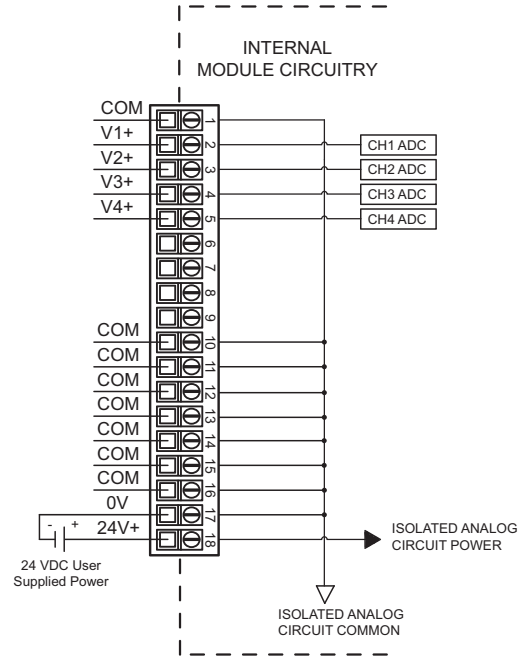 INTERNAL
MODULE CIRCUITRY
COM
V1+
V2+
V3+
V4+
1
2
3
4
5
6
7
8
9
10
11
12
13
14
15
16
17
18
CH1 ADC
CH2 ADC
CH3 ADC
CH4 ADC
COM
COM
COM
COM
COM
COM
COM
0V
24V+
- +
24 VDC User
Supplied Power
ISOLATED ANALOG
CIRCUIT POWER
ISOLATED ANALOG
CIRCUIT COMMON